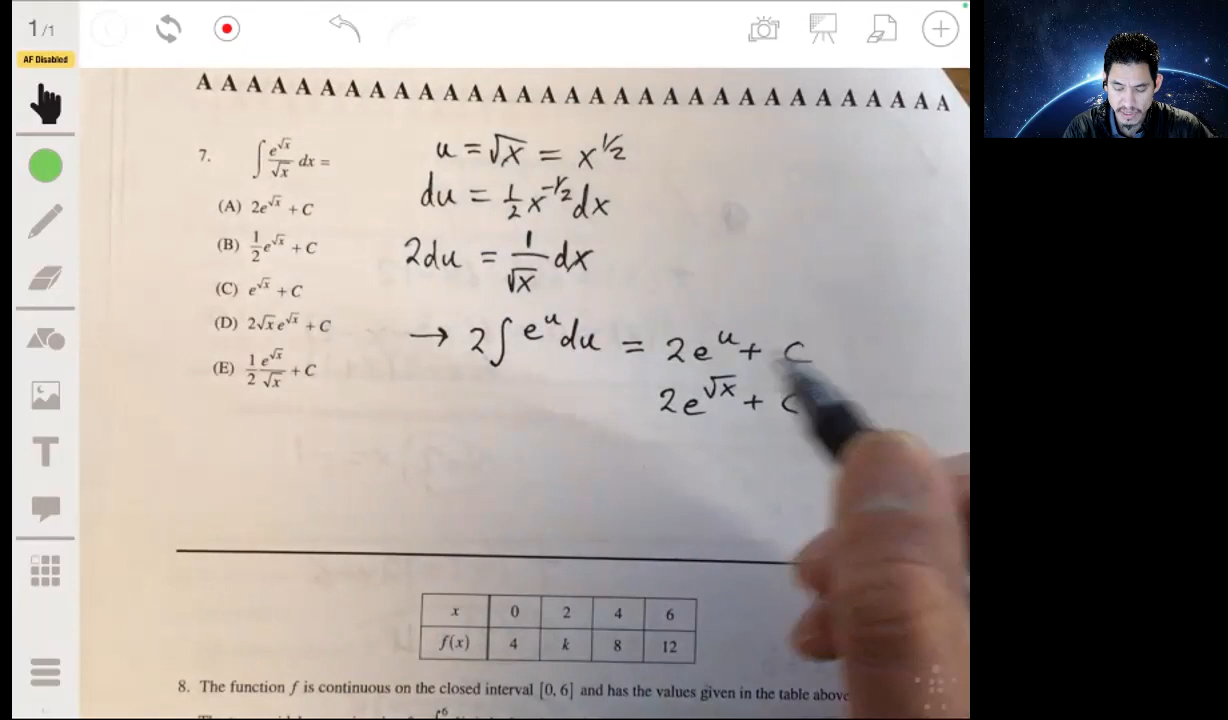 1/1
AF Disabled
A A A A A A A A A A A A A A A A A A A A A A A A A A A A A A A
7. ∫ e^√x/√x dx =
(A) 2e^√x + C
(B) 1/2 e^√x + C
(C) e^√x + C
(D) 2√x e^√x + C
(E) 1/2 e^√x/√x + C
u = √x = x^1/2
du = 1/2 x^-1/2 dx
2du = 1/√x dx
→ 2∫ e^u du = 2e^u + C
2e^√x + C
x 0 2 4 6
f(x) 4 k 8 12
8. The function f is continuous on the closed interval [0, 6] and has the values given in the table above
T